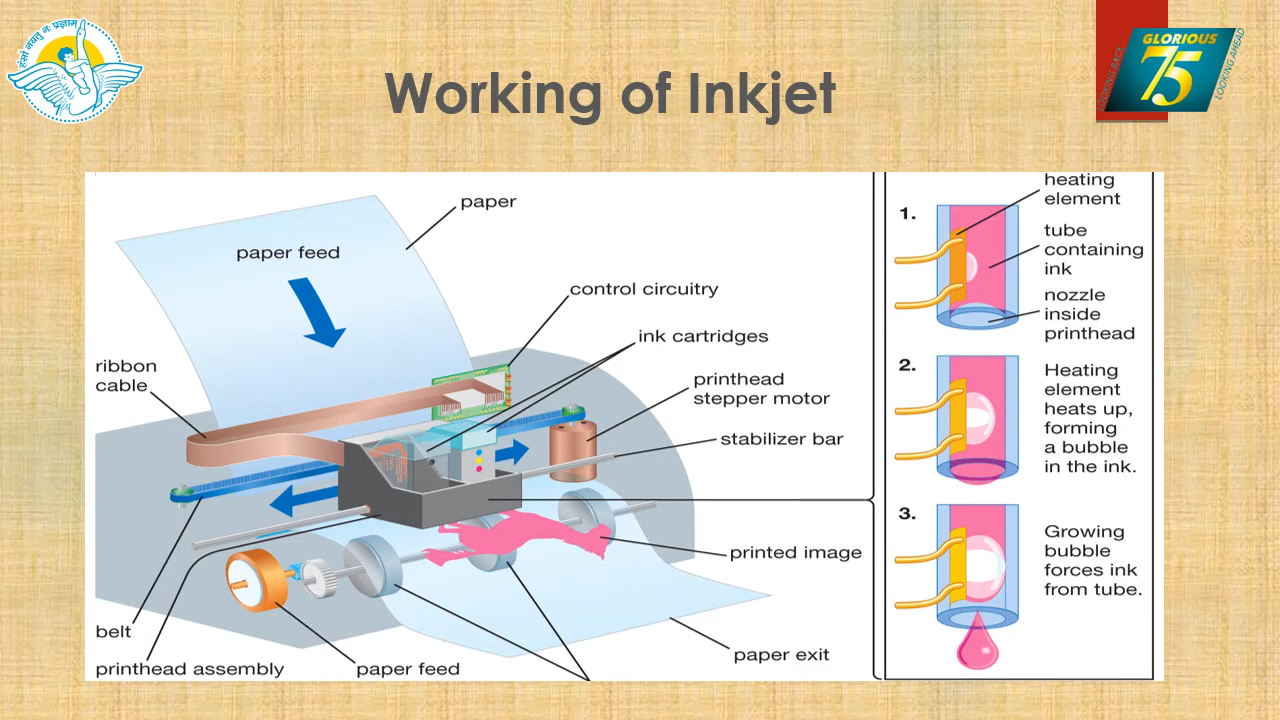 हंसो नयतु नः प्रज्ञाम्
GLORIOUS
75
LOOKING BACK
LOOKING AHEAD
Working of Inkjet
paper
paper feed
control circuitry
ink cartridges
ribbon
cable
printhead
stepper motor
stabilizer bar
printed image
belt
printhead assembly
paper feed
paper exit
heating
element
1.
tube
containing
ink
nozzle
inside
printhead
2.
Heating
element
heats up,
forming
a bubble
in the ink.
3.
Growing
bubble
forces ink
from tube.